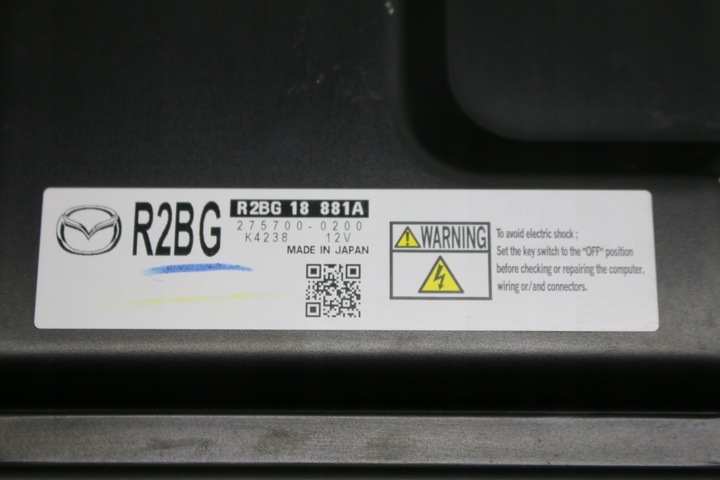 R2BG
R2BG 18 881A
275700-0200
K4238 12V
MADE IN JAPAN
WARNING
To avoid electric shock ;
Set the key switch to the "OFF" position
before checking or repairing the computer,
wiring or/and connectors.